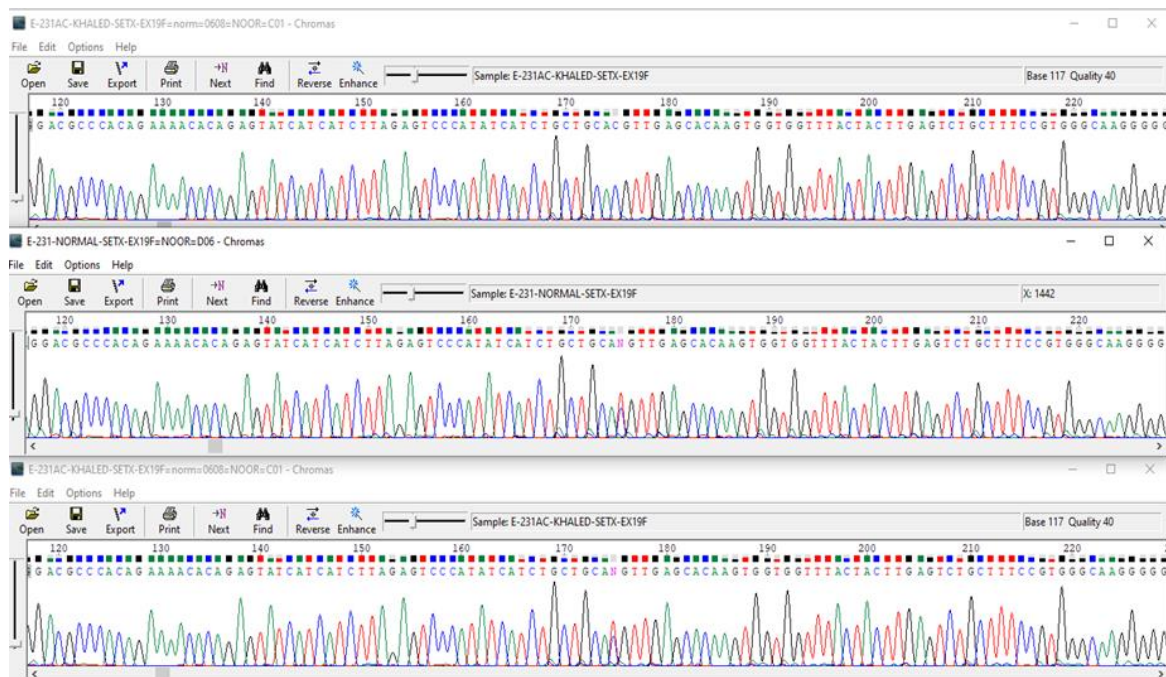 E-231AC-KHALED-SETX-EX19F=norm=0608=NOOR=C01 - Chromas
File Edit Options Help
Open Save Export Print Next Find Reverse Enhance Sample: E-231AC-KHALED-SETX-EX19F Base 117 Quality 40
120 130 140 150 160 170 180 190 200 210 220
GACGCCCACAGAAAACACAGAGTATCATCATCTTAGAGTCCCATATCATCTGCTGCACGTTGAGCACAAGTGGTGGTTTACTACTTGAGTCTGCTTTCCGTGGGCAAGGGG
E-231-NORMAL-SETX-EX19F=NOOR=D06 - Chromas
File Edit Options Help
Open Save Export Print Next Find Reverse Enhance Sample: E-231-NORMAL-SETX-EX19F X: 1442
120 130 140 150 160 170 180 190 200 210 220
GGACGCCCACAGAAAACACAGAGTATCATCATCTTAGAGTCCCATATCATCTGCTGCANGTTGAGCACAAGTGGTGGTTTACTACTTGAGTCTGCTTTCCGTGGGCAAGGGG
E-231AC-KHALED-SETX-EX19F=norm=0608=NOOR=C01 - Chromas
File Edit Options Help
Open Save Export Print Next Find Reverse Enhance Sample: E-231AC-KHALED-SETX-EX19F Base 117 Quality 40
120 130 140 150 160 170 180 190 200 210 220
GACGCCCACAGAAAACACAGAGTATCATCATCTTAGAGTCCCATATCATCTGCTGCANGTTGAGCACAAGTGGTGGTTTACTACTTGAGTCTGCTTTCCGTGGGCAAGGGGG